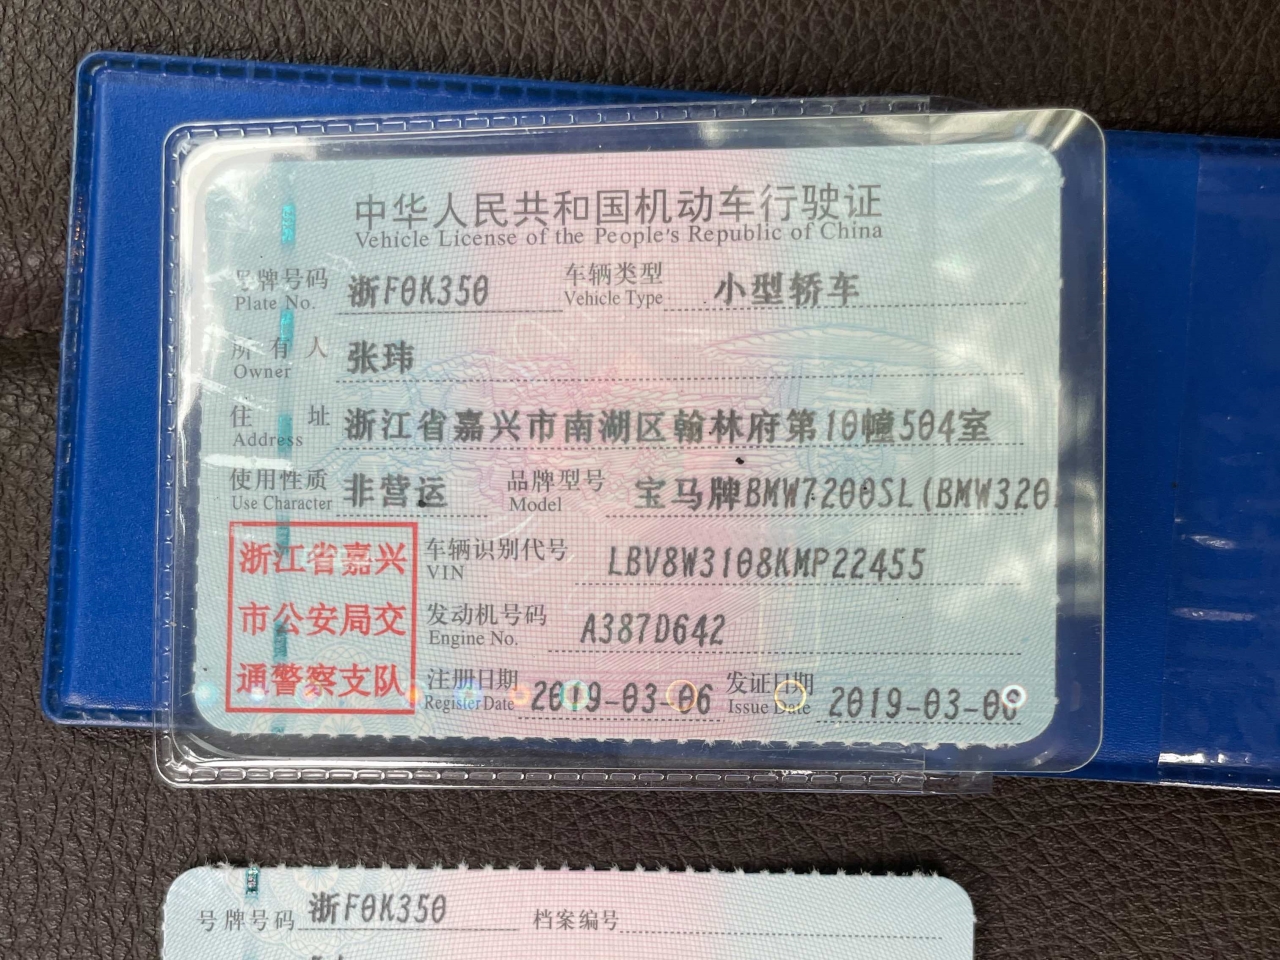 中华人民共和国机动车行驶证
Vehicle License of the People's Republic of China
号牌号码 浙F0K350 车辆类型 小型轿车
Plate No. Vehicle Type
所有人 张玮
Owner
住址 浙江省嘉兴市南湖区翰林府第10幢504室
Address
使用性质 非营运 品牌型号 宝马牌BMW7200SL(BMW320
Use Character Model
浙江省嘉兴
市公安局交
通警察支队
车辆识别代号 LBV8W3108KMP22455
VIN
发动机号码 A387D642
Engine No.
注册日期 2019-03-06 发证日期 2019-03-06
Register Date Issue Date
号牌号码 浙F0K350 档案编号